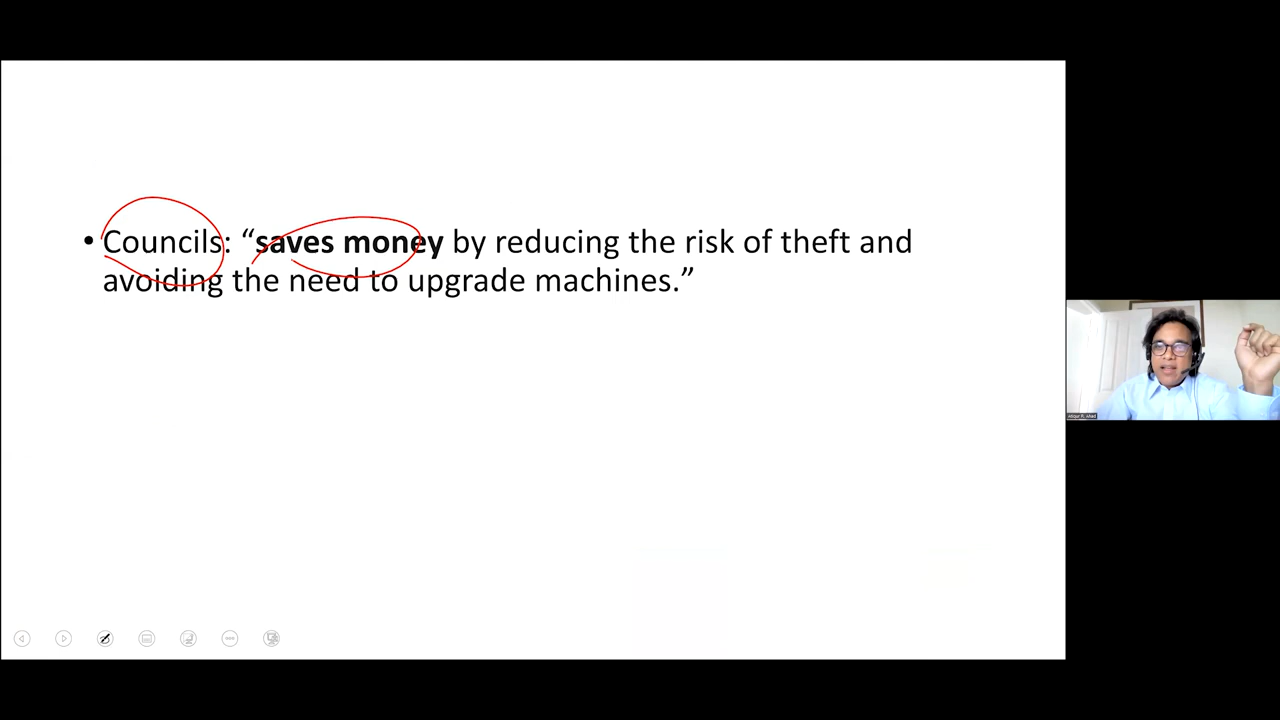 • Councils: “saves money by reducing the risk of theft and
avoiding the need to upgrade machines.”